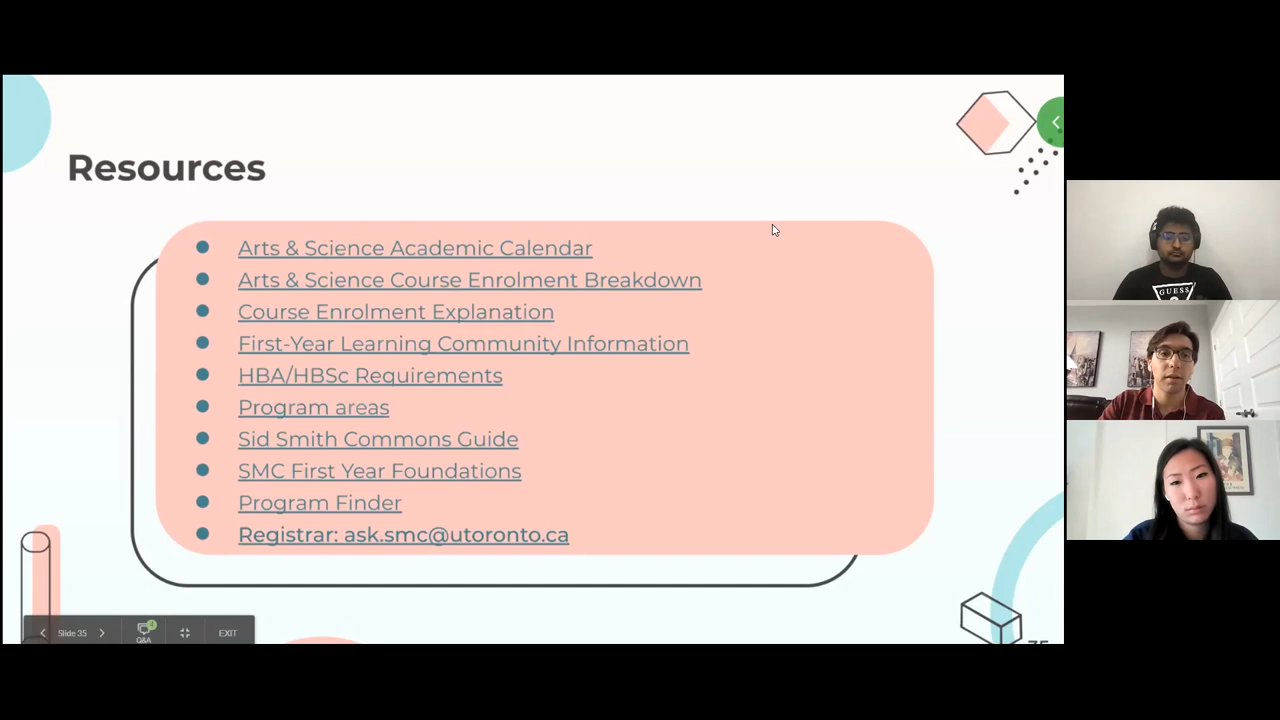 Resources
Arts & Science Academic Calendar
Arts & Science Course Enrolment Breakdown
Course Enrolment Explanation
First-Year Learning Community Information
HBA/HBSc Requirements
Program areas
Sid Smith Commons Guide
SMC First Year Foundations
Program Finder
Registrar: ask.smc@utoronto.ca
Slide 35
4
Q&A
EXIT
35
GUESS